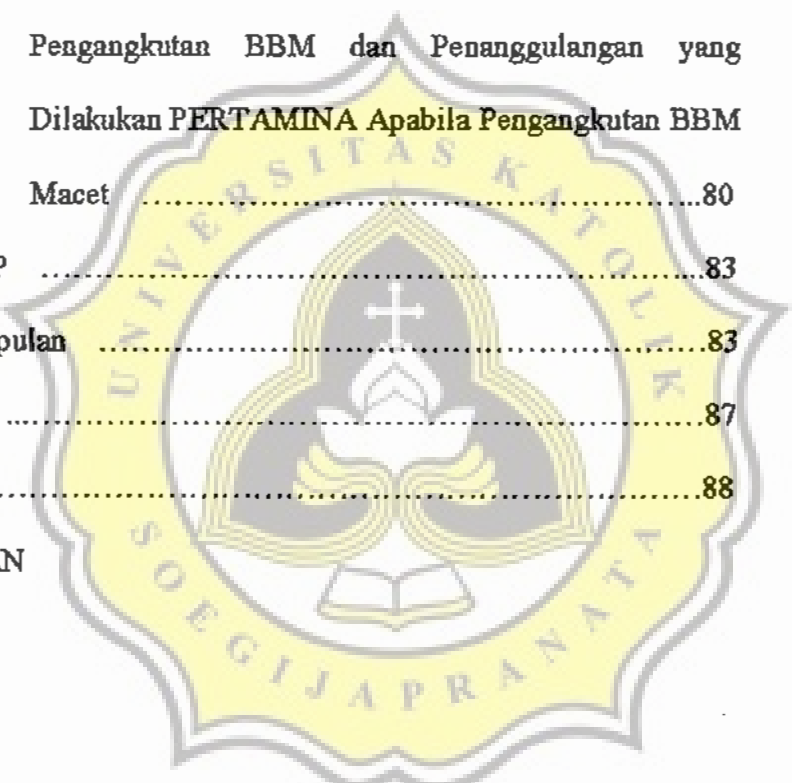 Pengangkutan BBM dan Penanggulangan yang
Dilakukan PERTAMINA Apabila Pengangkutan BBM
Macet ........................................80
P ...............................................83
pulan ...........................................83
...................................................87
...................................................88
AN
UNIVERSITAS KATOLIK
SOEGIJAPRANATA